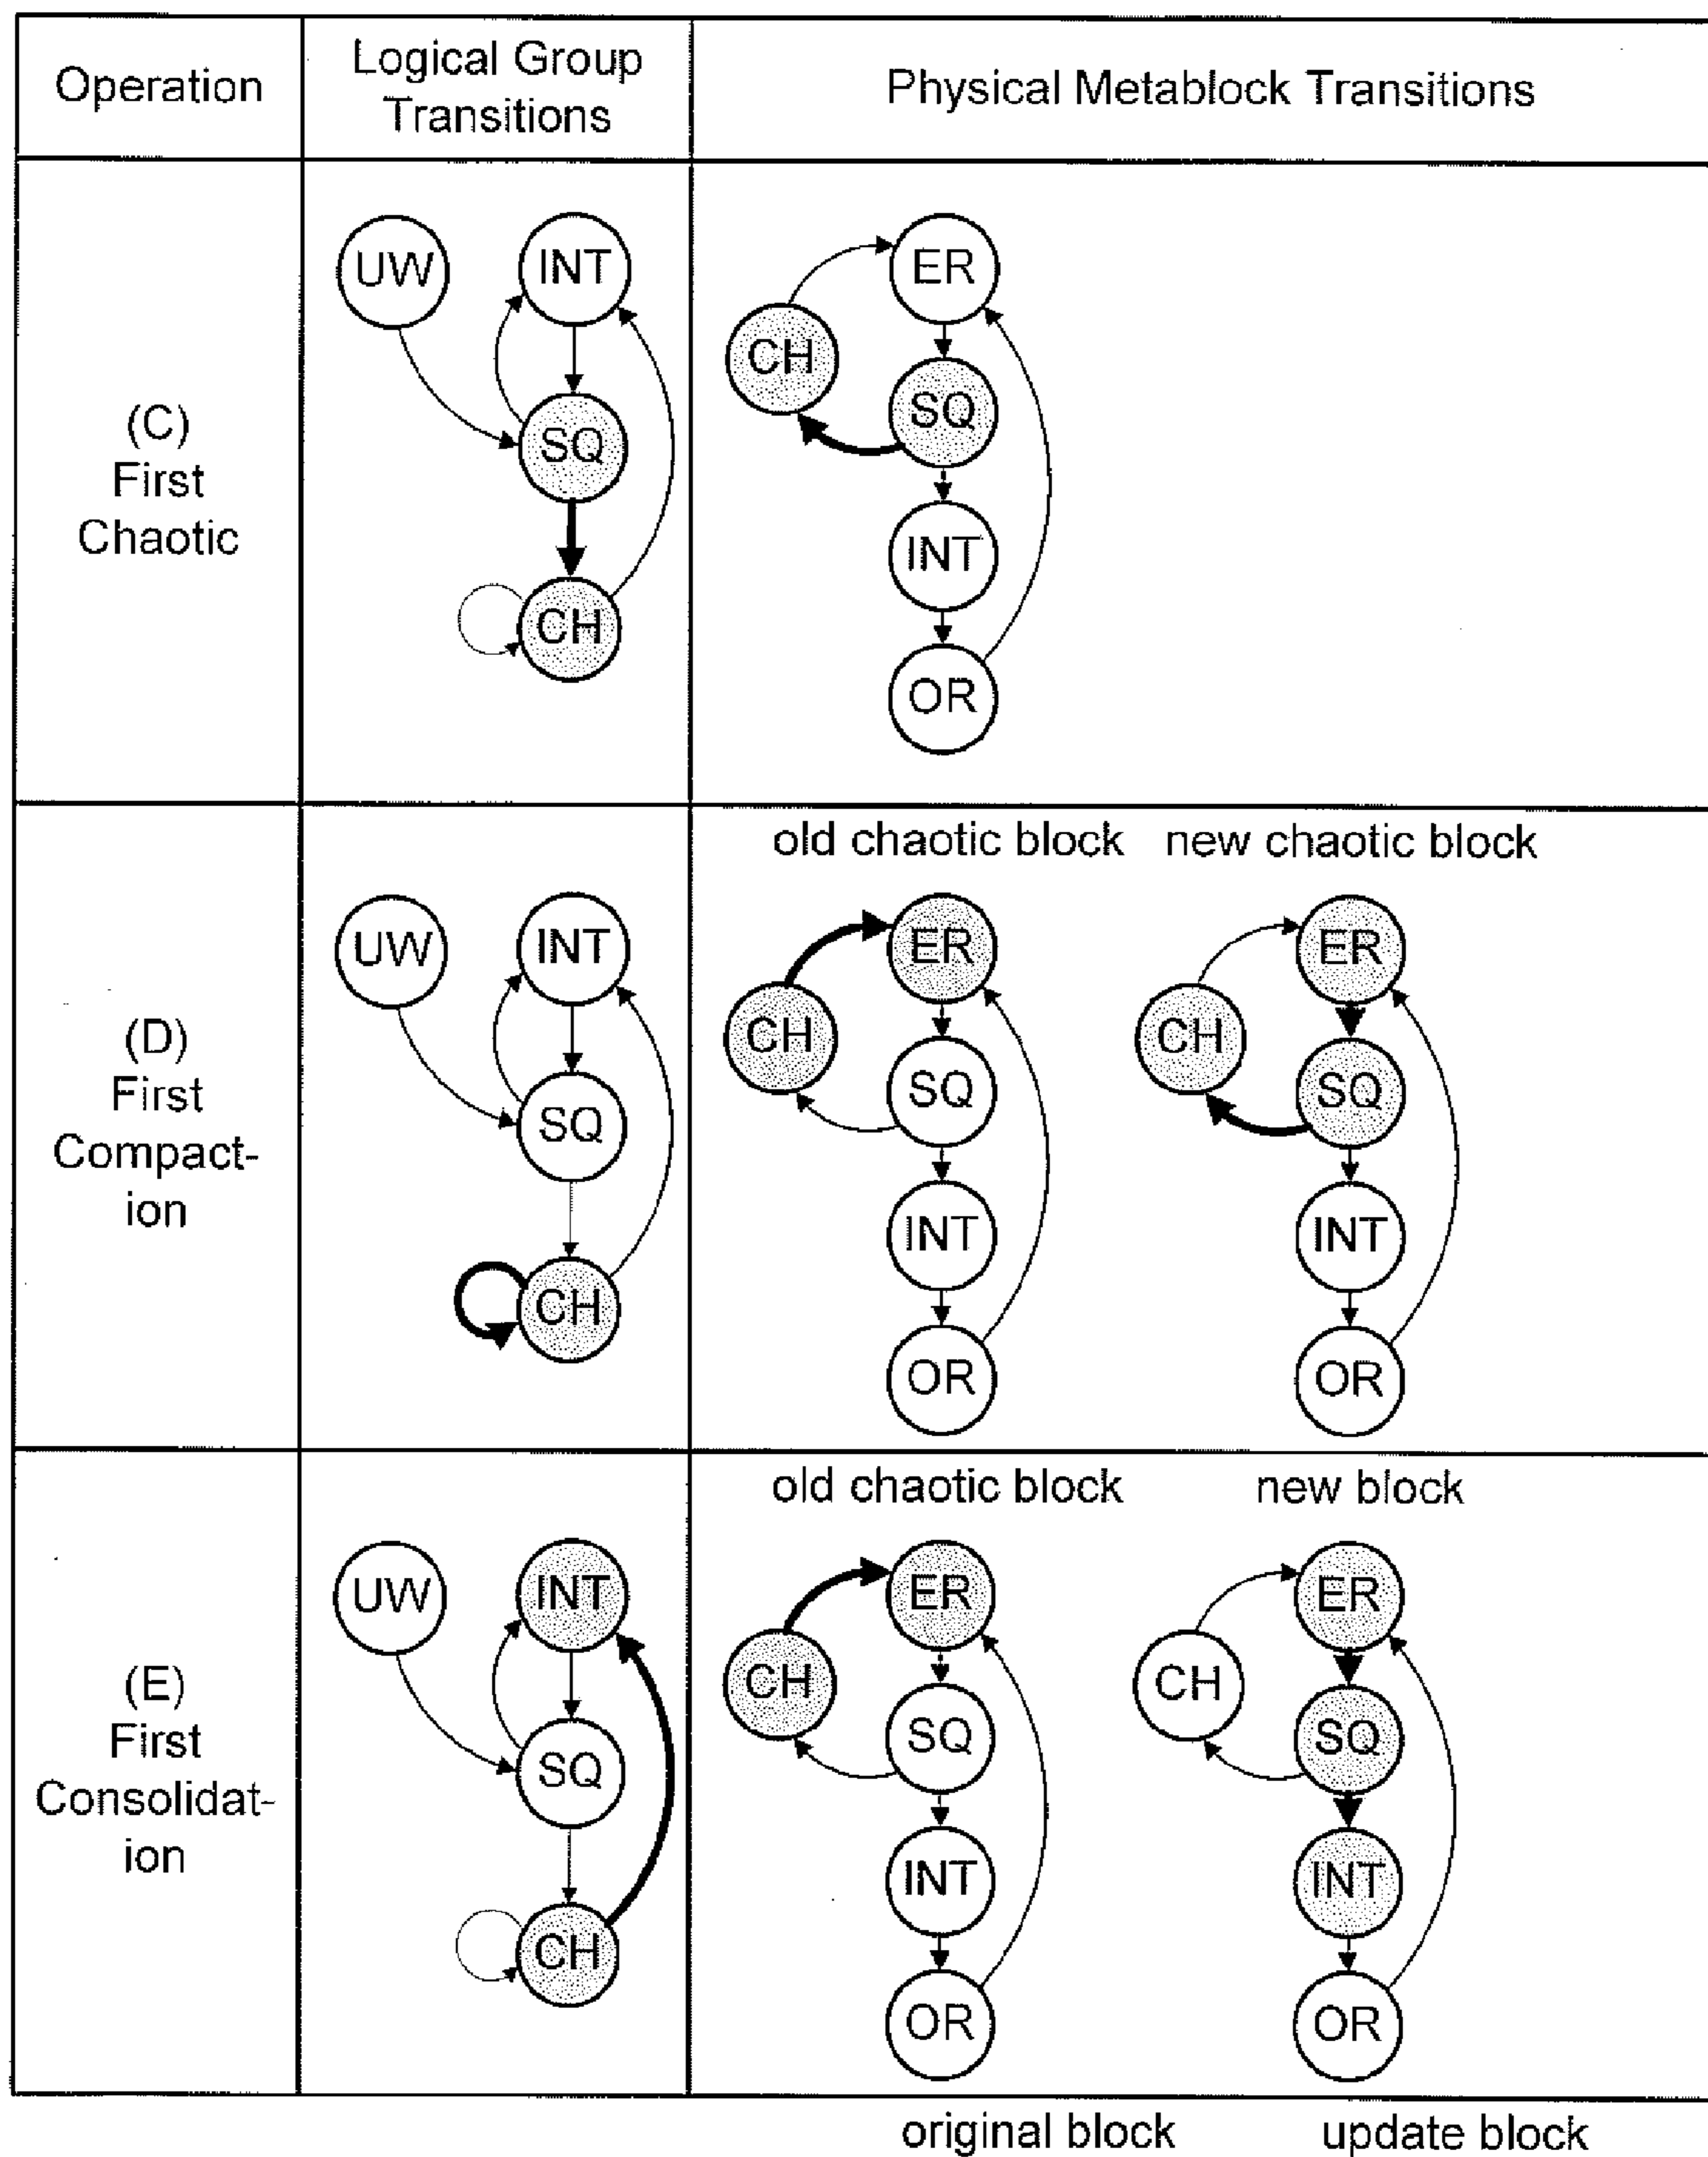 Operation
Logical Group
Transitions
Physical Metablock Transitions
(C)
First
Chaotic
UW
INT
SQ
CH
ER
CH
SQ
INT
OR
(D)
First
Compact-
ion
UW
INT
SQ
CH
old chaotic block
ER
CH
SQ
INT
OR
new chaotic block
ER
CH
SQ
INT
OR
(E)
First
Consolidat-
ion
UW
INT
SQ
CH
old chaotic block
ER
CH
SQ
INT
OR
new block
ER
CH
SQ
INT
OR
original block
update block